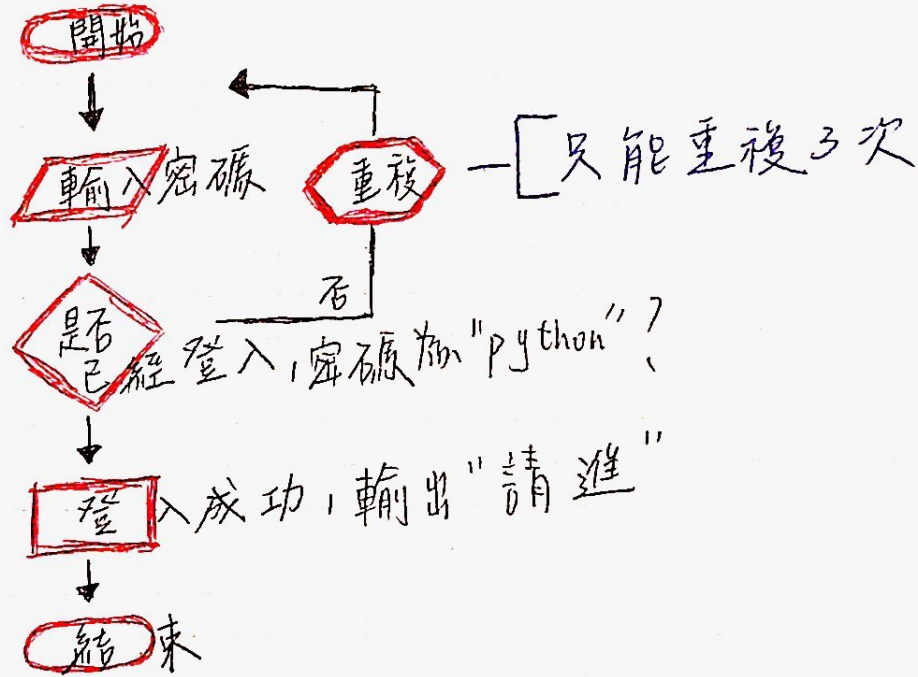 開始
輸入密碼
重複
只能重複3次
否
是否
已經登入,密碼為"python"?
登入成功,輸出"請進"
結束